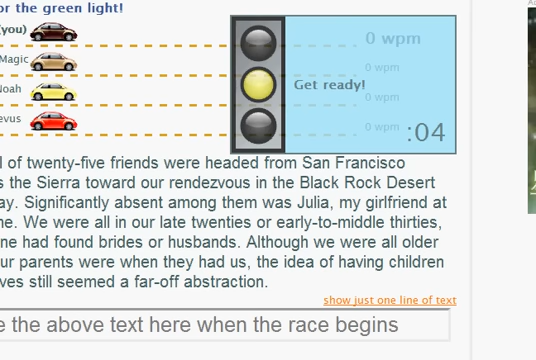 or the green light!
(you)
0 wpm
Magic
0 wpm
Get ready!
Noah
0 wpm
evus
0 wpm
:04
l of twenty-five friends were headed from San Francisco
s the Sierra toward our rendezvous in the Black Rock Desert
ay. Significantly absent among them was Julia, my girlfriend at
ne. We were all in our late twenties or early-to-middle thirties,
ne had found brides or husbands. Although we were all older
ur parents were when they had us, the idea of having children
ves still seemed a far-off abstraction.
show just one line of text
e the above text here when the race begins